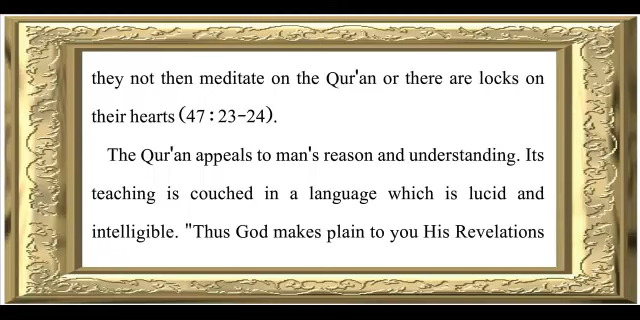 they not then meditate on the Qur'an or there are locks on
their hearts (47 : 23-24).
The Qur'an appeals to man's reason and understanding. Its
teaching is couched in a language which is lucid and
intelligible. "Thus God makes plain to you His Revelations